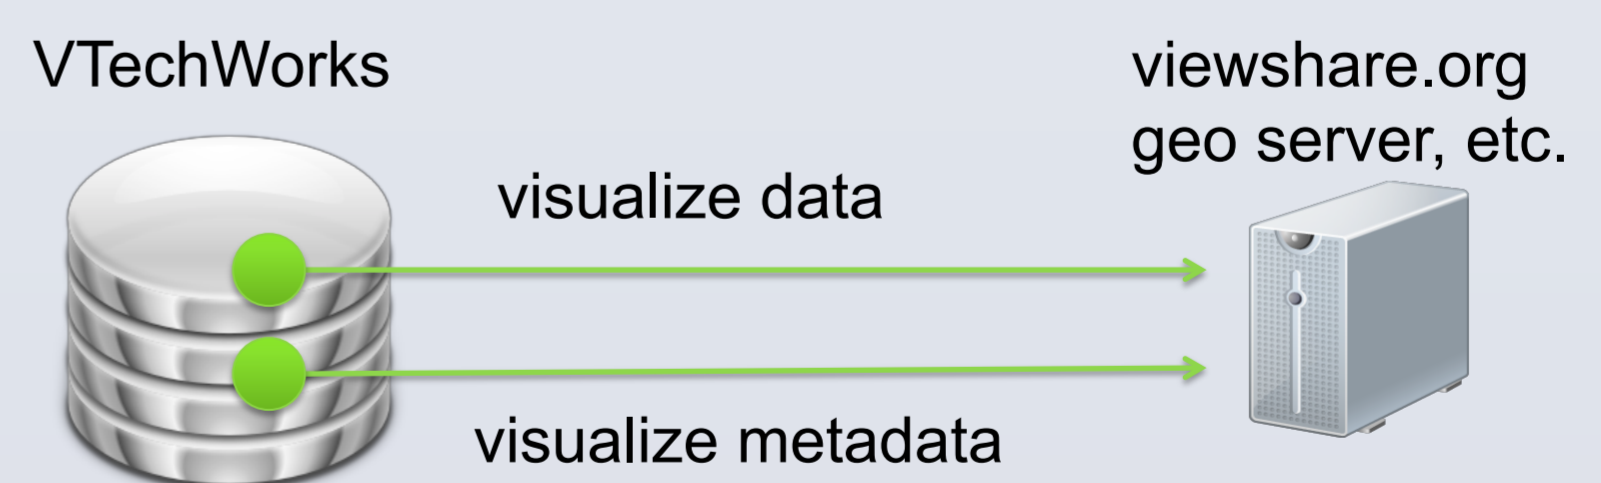 VTechWorks
viewshare.org
geo server, etc.
visualize data
visualize metadata